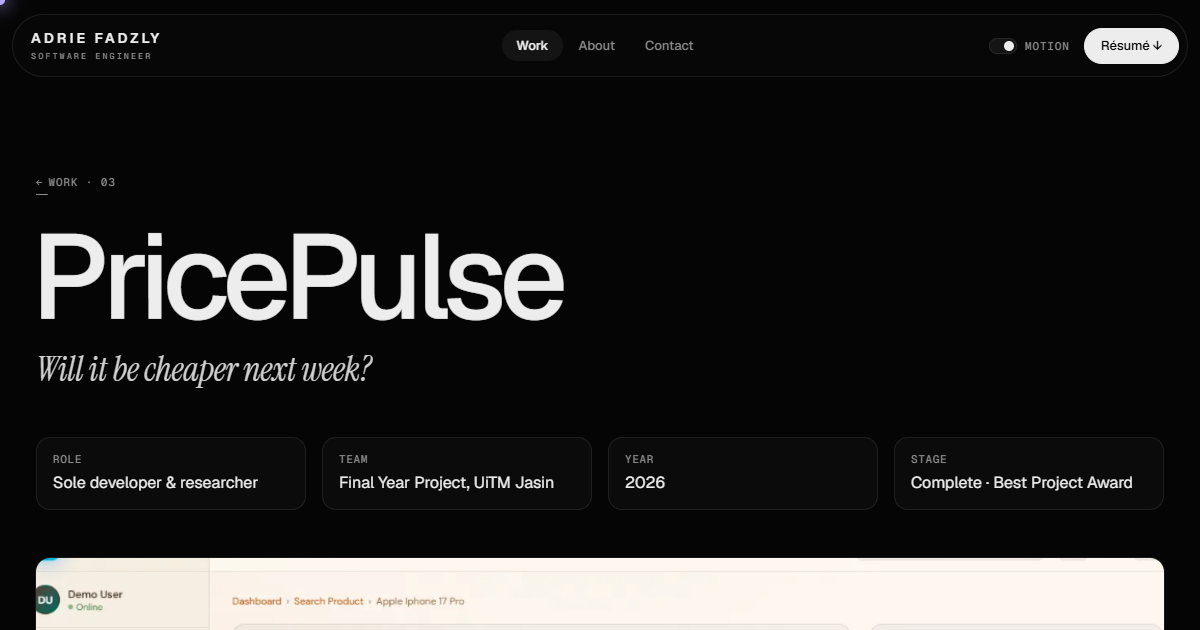 ADRIE FADZLY
SOFTWARE ENGINEER
Work
About
Contact
MOTION
Résumé ↓
← WORK · 03
PricePulse
Will it be cheaper next week?
ROLE
Sole developer & researcher
TEAM
Final Year Project, UiTM Jasin
YEAR
2026
STAGE
Complete · Best Project Award
DU
Demo User
Online
Dashboard › Search Product › Apple Iphone 17 Pro